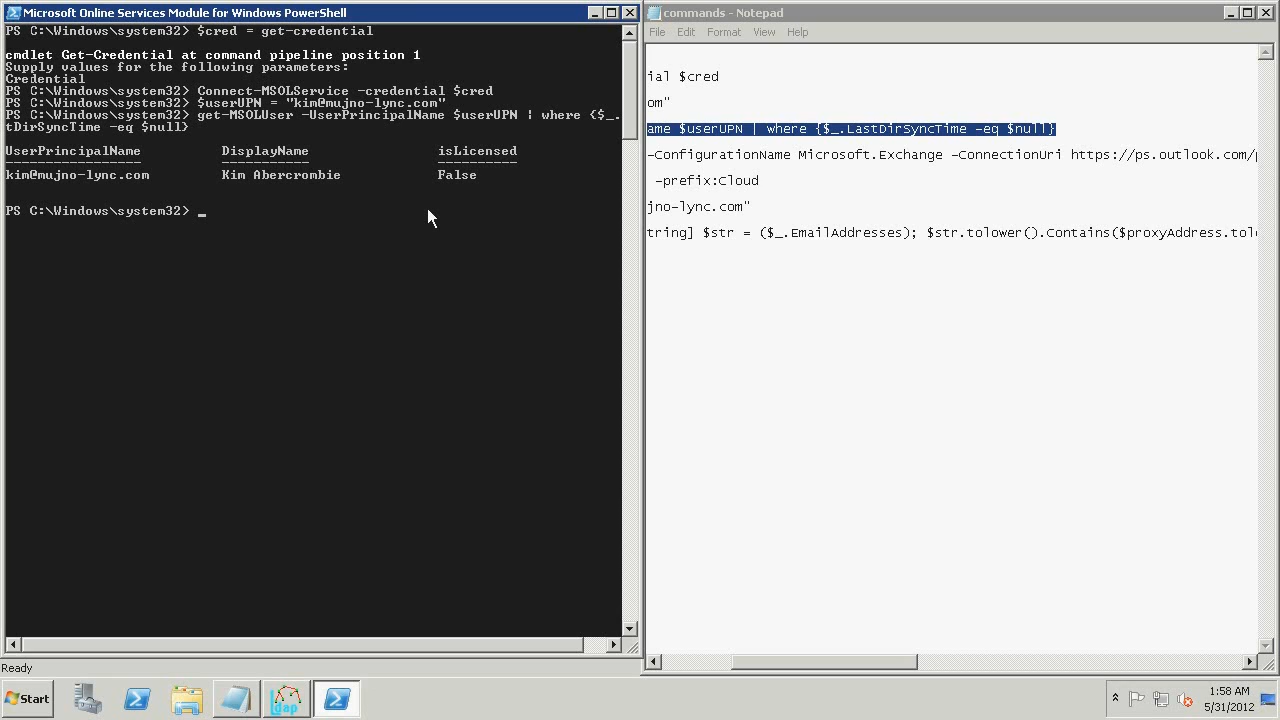 Microsoft Online Services Module for Windows PowerShell
PS C:\Windows\system32> $cred = get-credential
cmdlet Get-Credential at command pipeline position 1
Supply values for the following parameters:
Credential
PS C:\Windows\system32> Connect-MSOLService -credential $cred
PS C:\Windows\system32> $userUPN = "kim@mujno-lync.com"
PS C:\Windows\system32> get-MSOLUser -UserPrincipalName $userUPN | where {$_.
tDirSyncTime -eq $null}
UserPrincipalName DisplayName isLicensed
----------------- ----------- ----------
kim@mujno-lync.com Kim Abercrombie False
PS C:\Windows\system32> _
Ready
commands - Notepad
File Edit Format View Help
ial $cred
om"
ame $userUPN | where {$_.LastDirSyncTime -eq $null}
-ConfigurationName Microsoft.Exchange -ConnectionUri https://ps.outlook.com/p
-prefix:Cloud
jno-lync.com"
tring] $str = ($_.EmailAddresses); $str.tolower().Contains($proxyAddress.tol
Start
ldap
1:58 AM
5/31/2012